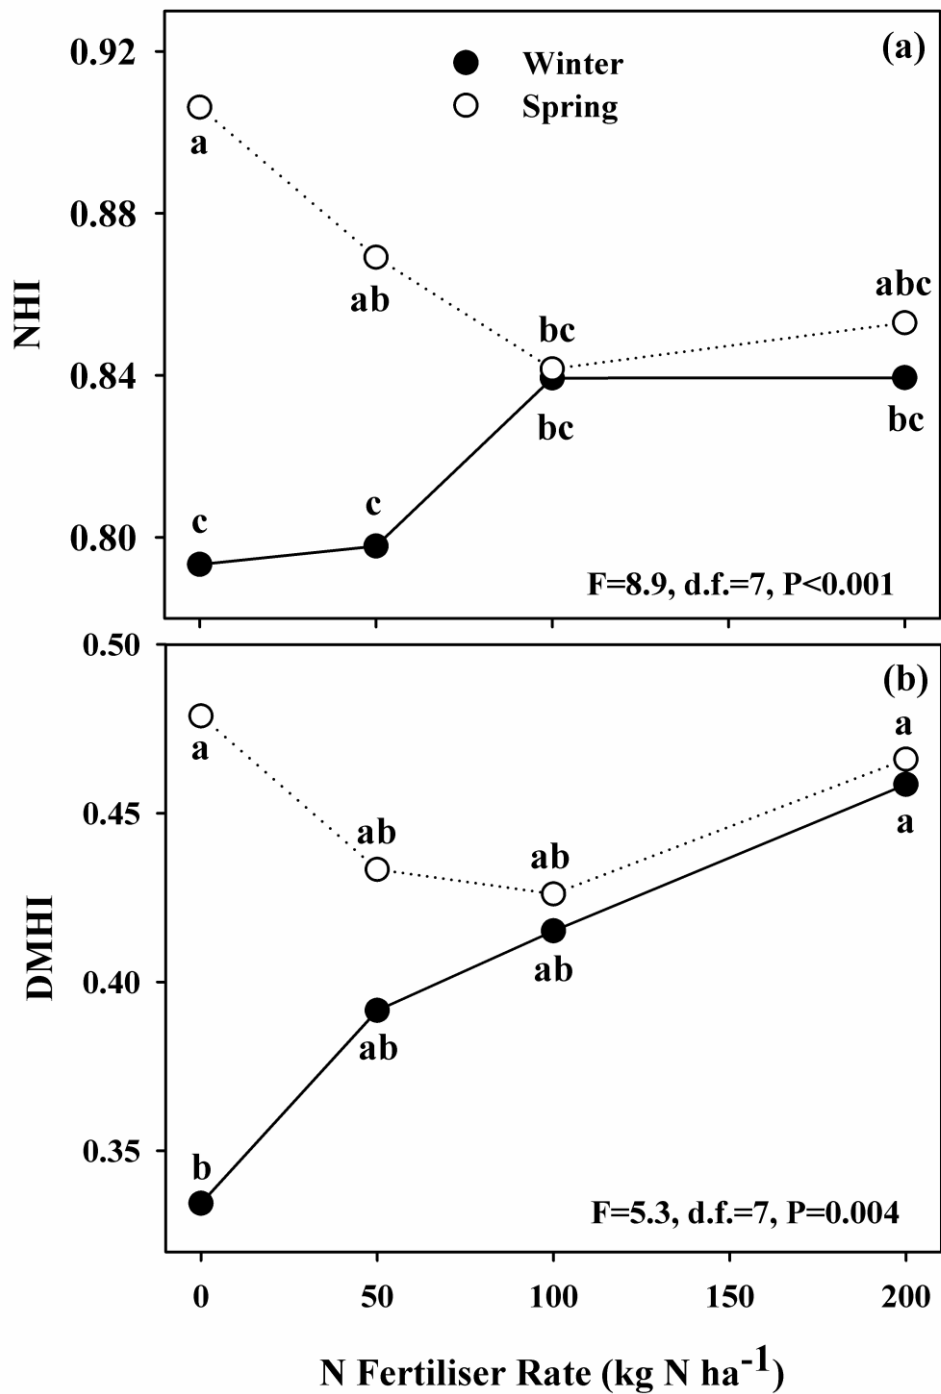 0.92
(a)
Winter
Spring
a
0.88
ab
abc
NHI
bc
0.84
bc
bc
c
c
0.80
F=8.9, d.f.=7, P<0.001
0.50
(b)
a
a
0.45
ab
ab
a
DMHI
ab
0.40
ab
0.35
b
F=5.3, d.f.=7, P=0.004
0 50 100 150 200
N Fertiliser Rate (kg N ha⁻¹)